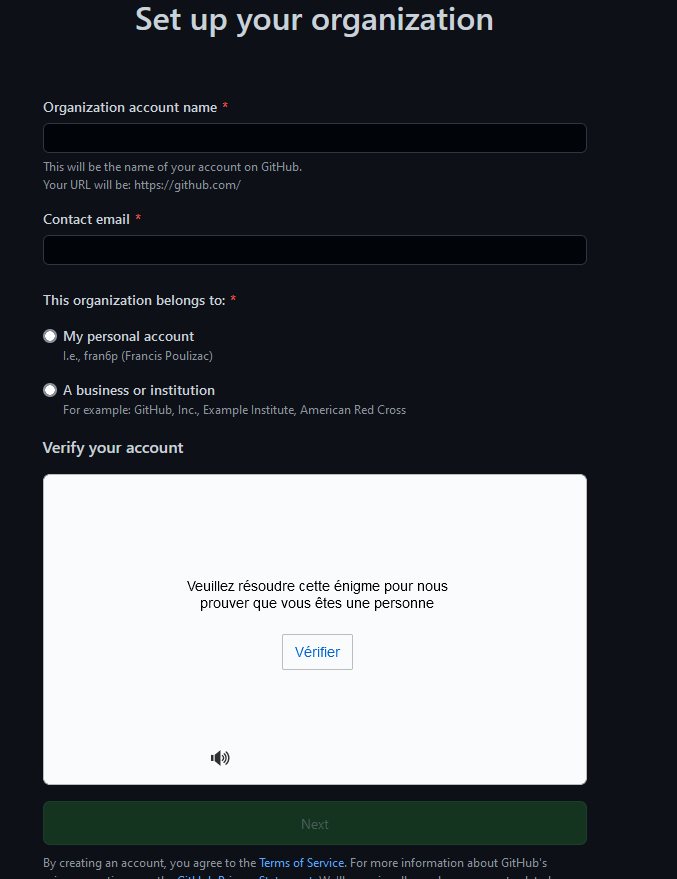 Set up your organization
Organization account name *
This will be the name of your account on GitHub.
Your URL will be: https://github.com/
Contact email *
This organization belongs to: *
My personal account
I.e., fran6p (Francis Poulizac)
A business or institution
For example: GitHub, Inc., Example Institute, American Red Cross
Verify your account
Veuillez résoudre cette énigme pour nous
prouver que vous êtes une personne
Vérifier
Next
By creating an account, you agree to the Terms of Service. For more information about GitHub's